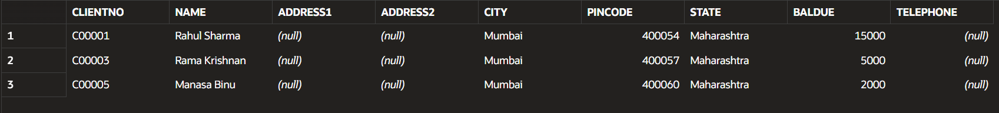 CLIENTNO NAME ADDRESS1 ADDRESS2 CITY PINCODE STATE BALDUE TELEPHONE
1 C00001 Rahul Sharma (null) (null) Mumbai 400054 Maharashtra 15000 (null)
2 C00003 Rama Krishnan (null) (null) Mumbai 400057 Maharashtra 5000 (null)
3 C00005 Manasa Binu (null) (null) Mumbai 400060 Maharashtra 2000 (null)